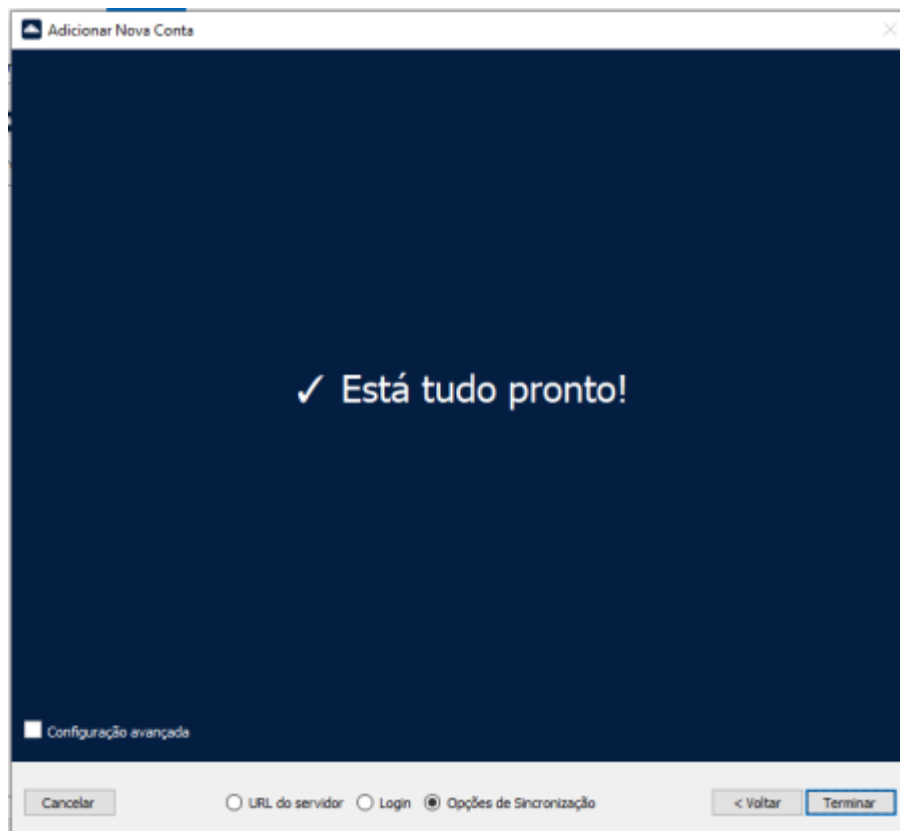 Adicionar Nova Conta
✓ Está tudo pronto!
Configuração avançada
Cancelar URL do servidor Login Opções de Sincronização < Voltar Terminar